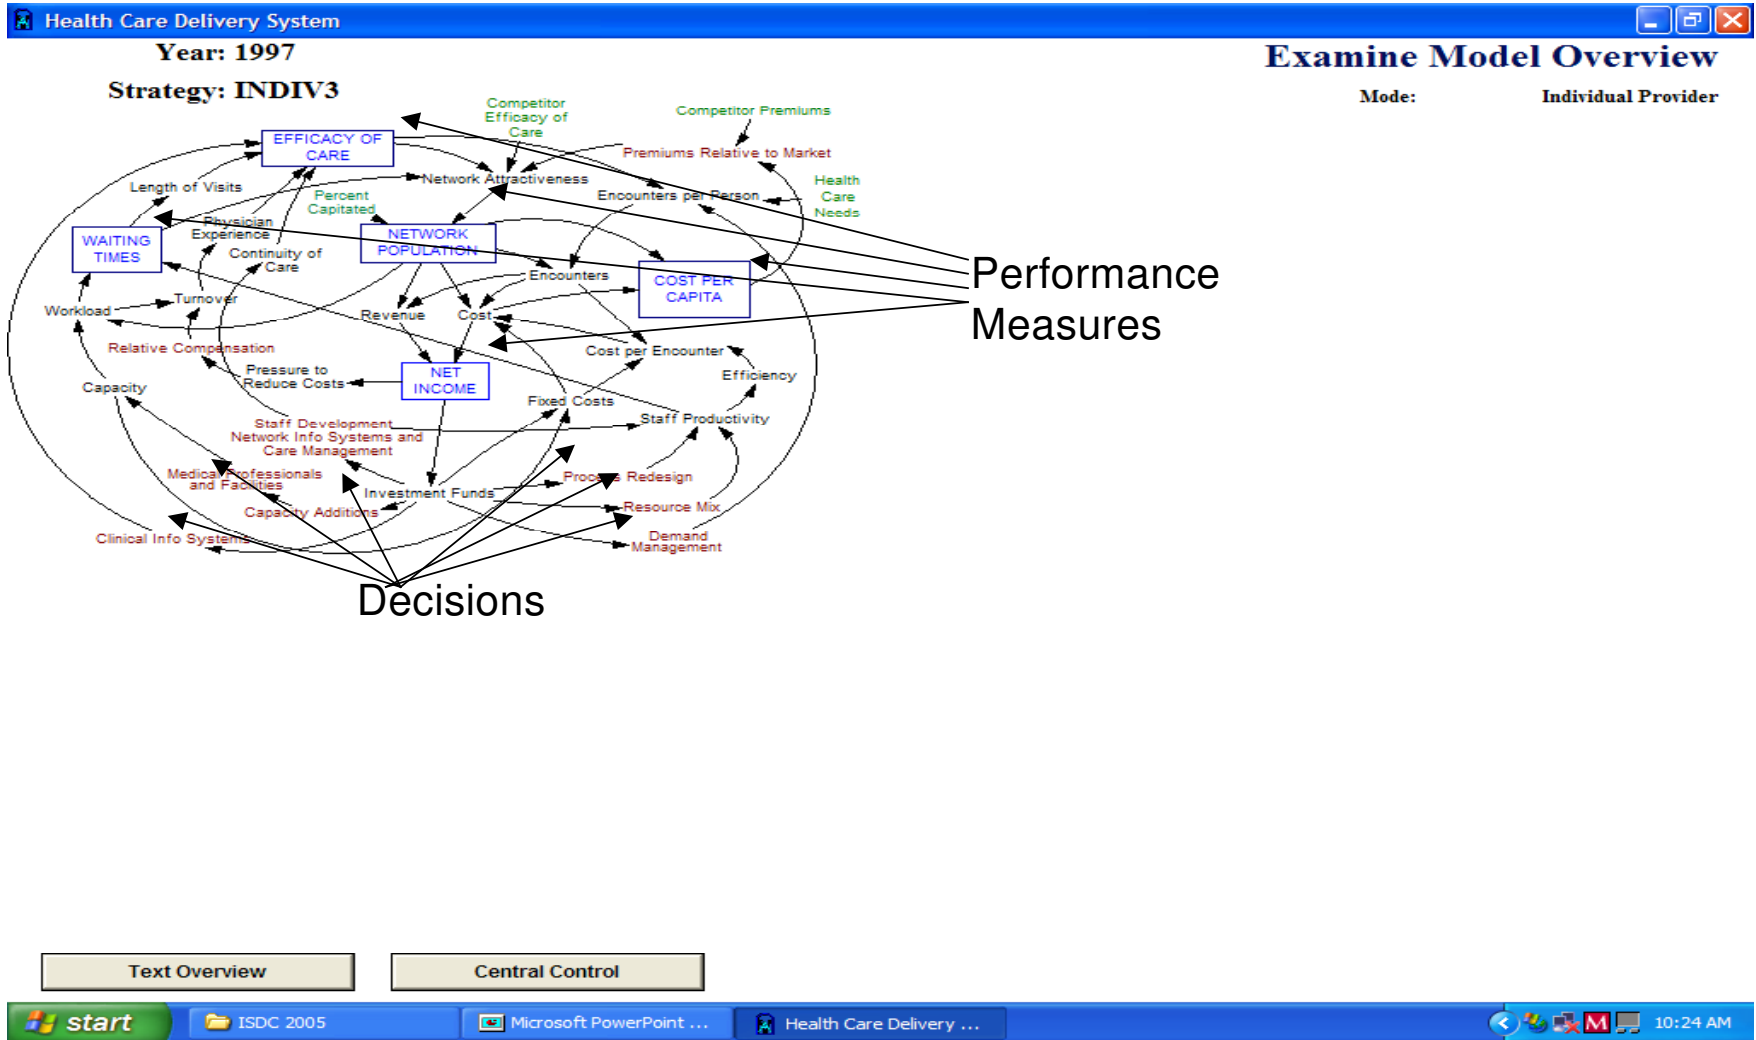 Health Care Delivery System
Year: 1997
Examine Model Overview
Strategy: INDIV3
Mode:
Individual Provider
Competitor
Efficacy of
Care
Competitor Premiums
EFFICACY OF
CARE
Premiums Relative to Market
Length of Visits
Network Attractiveness
Percent
Capitated
Encounters per Person
Health
Care
Needs
Physician
Experience
WAITING
TIMES
NETWORK
POPULATION
Continuity of
Care
Encounters
COST PER
CAPITA
Performance
Measures
Turnover
Workload
Revenue
Cost
Relative Compensation
Cost per Encounter
Pressure to
Reduce Costs
NET
INCOME
Efficiency
Capacity
Fixed Costs
Staff Productivity
Staff Development
Network Info Systems and
Care Management
Medical Professionals
and Facilities
Process Redesign
Investment Funds
Capacity Additions
Resource Mix
Clinical Info Systems
Demand
Management
Decisions
Text Overview
Central Control
start
ISDC 2005
Microsoft PowerPoint ...
Health Care Delivery ...
M
10:24 AM